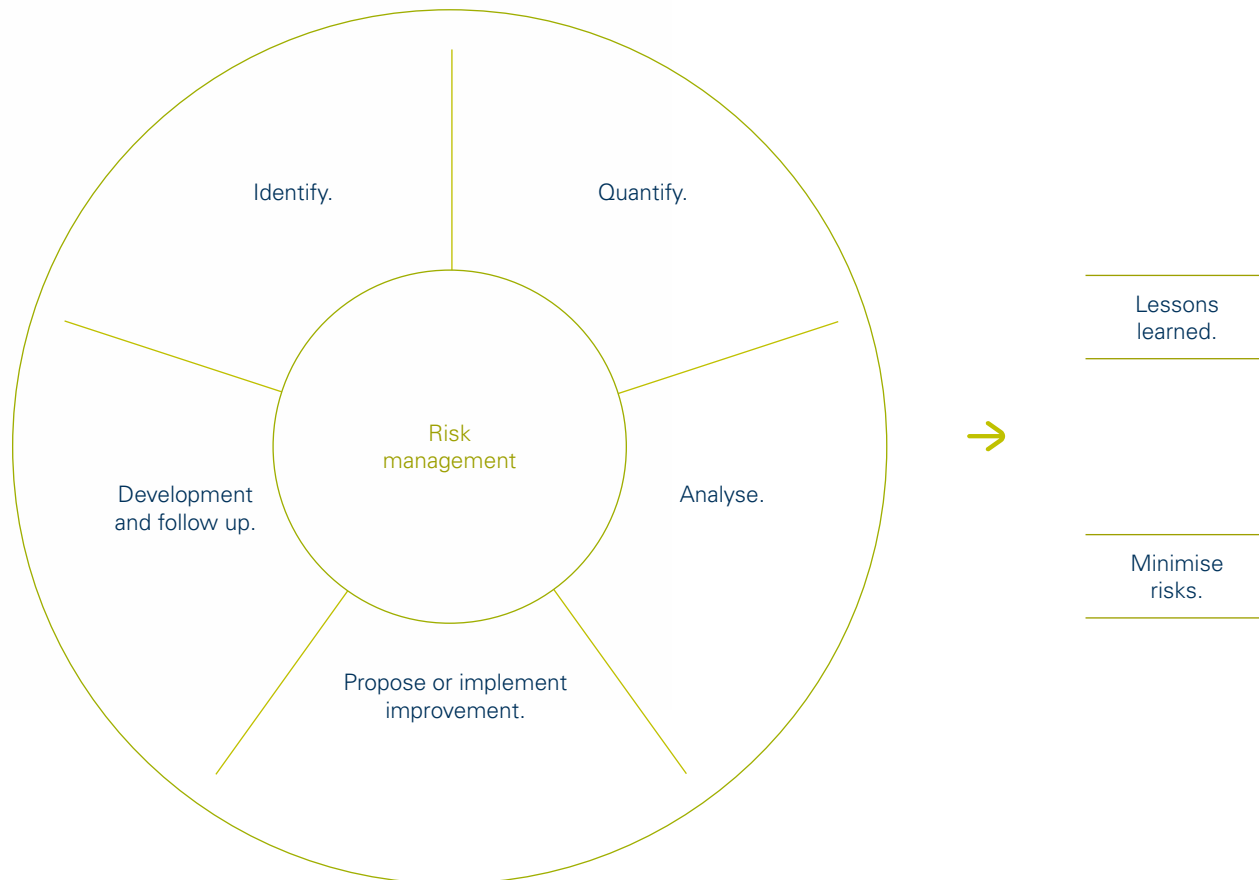 Identify.
Quantify.
Risk
management
Analyse.
Propose or implement
improvement.
Development
and follow up.
Lessons
learned.
Minimise
risks.